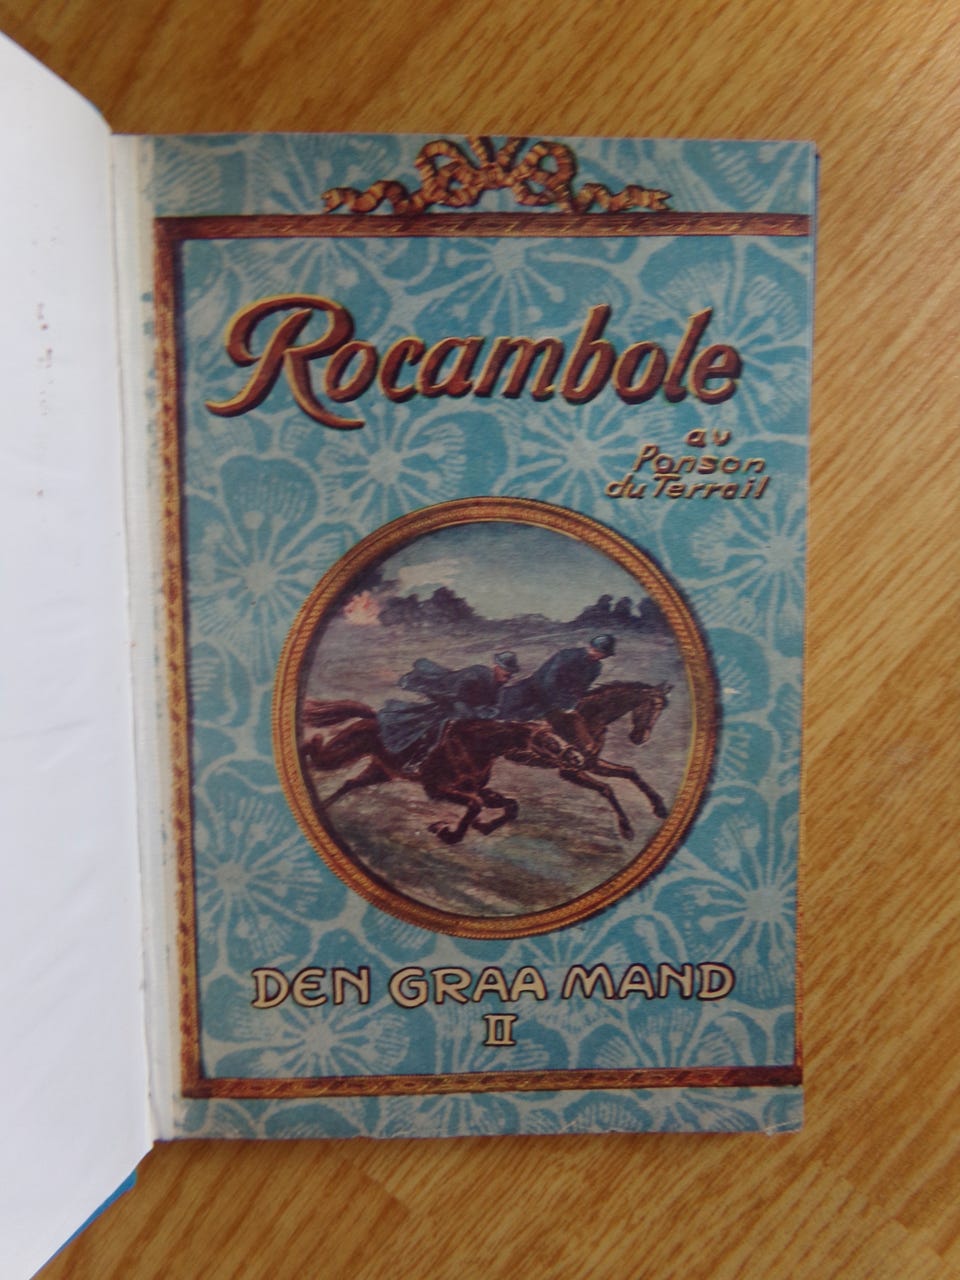 Rocambole
av
Ponson
du Terrail
DEN GRAA MAND
II